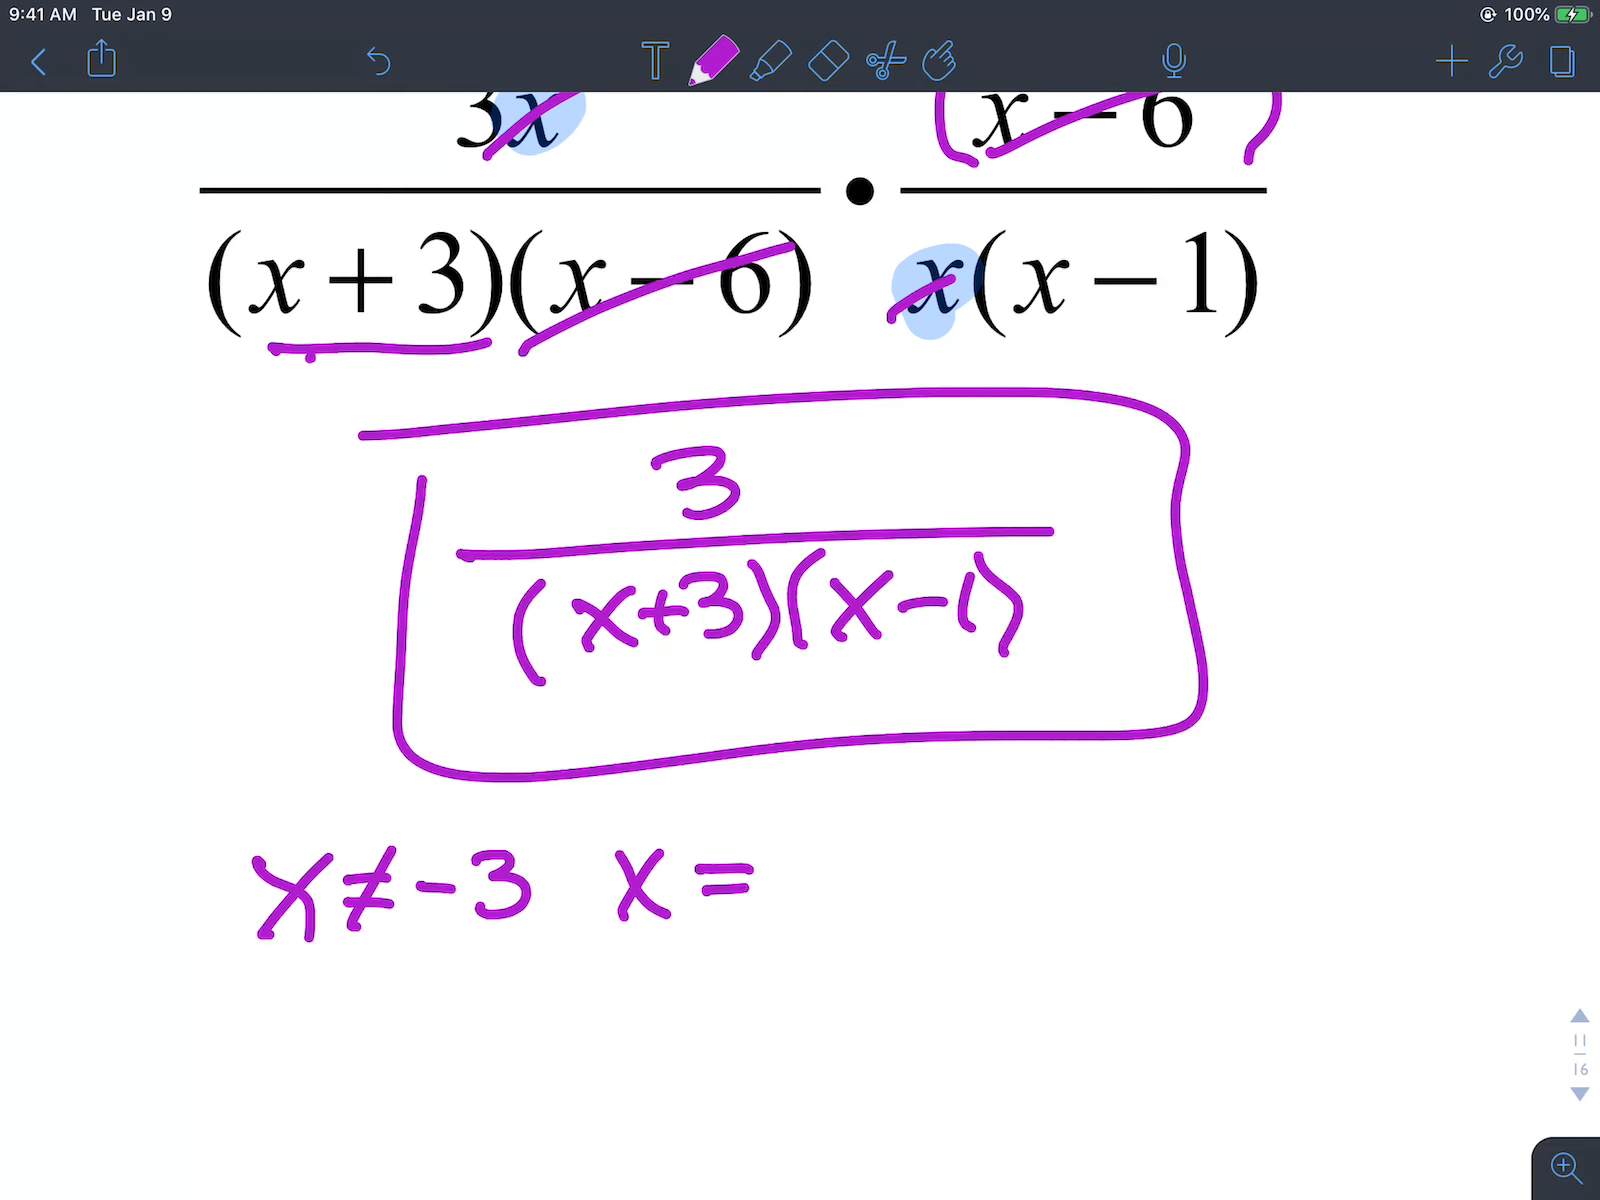 9:41 AM Tue Jan 9 100%
T
3x (x − 6)
(x + 3)(x − 6) • x(x − 1)
3
(x+3)(x−1)
x≠-3 x=
11
16